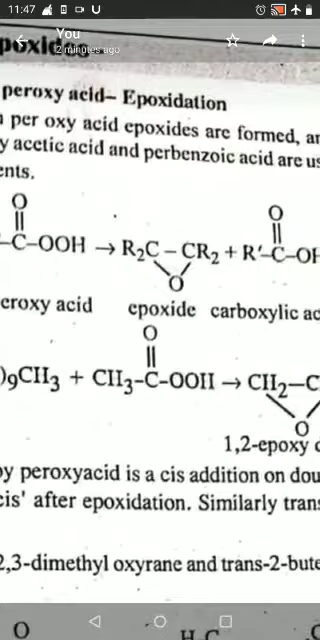 11:47
poxides
You
2 minutes ago
peroxy acid– Epoxidation
per oxy acid epoxides are formed, an
y acetic acid and perbenzoic acid are us
ents.
O
O
–C–OOH → R₂C – CR₂ + R′–C–OH
O
eroxy acid epoxide carboxylic ac
O
)₉CH₃ + CH₃–C–OOH → CH₂–C
O
1,2-epoxy
by peroxyacid is a cis addition on dou
cis' after epoxidation. Similarly trans
2,3-dimethyl oxyrane and trans-2-bute
O
H C